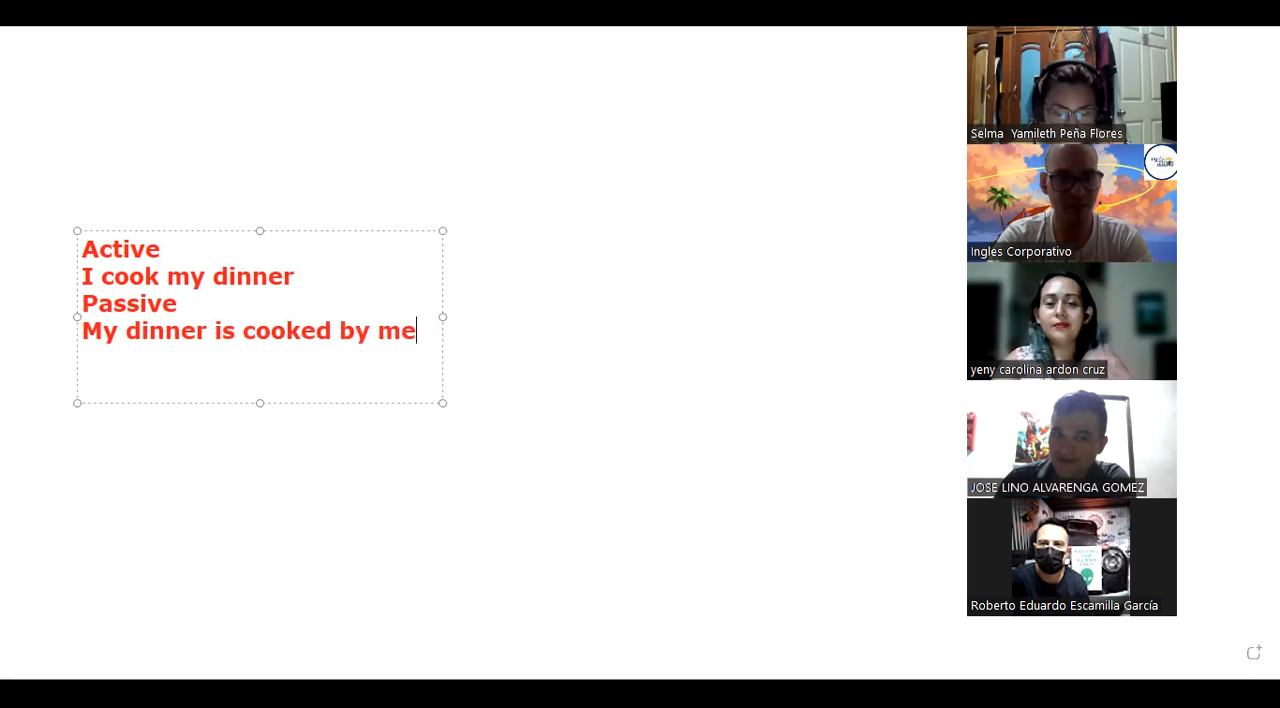 Active
I cook my dinner
Passive
My dinner is cooked by me
Selma Yamileth Peña Flores
Ingles Corporativo
yeny carolina ardon cruz
JOSE LINO ALVARENGA GOMEZ
Roberto Eduardo Escamilla García